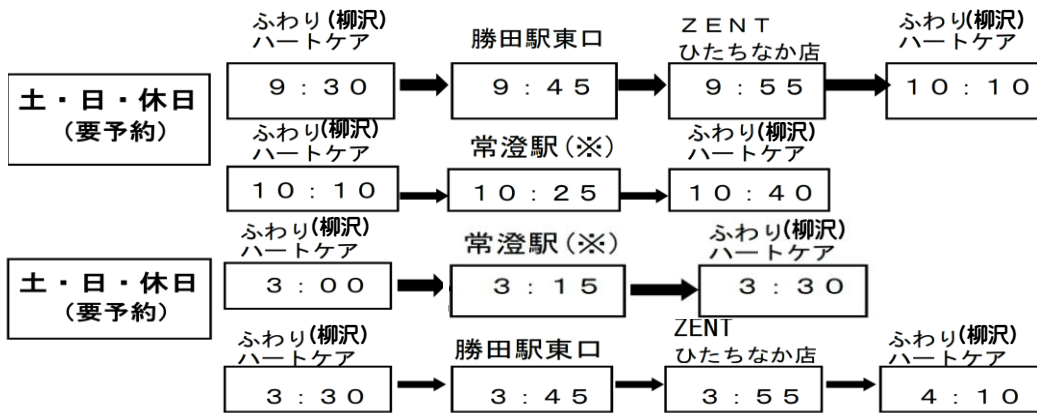 ふわり(柳沢)
ハートケア
勝田駅東口
ZENT
ひたちなか店
ふわり(柳沢)
ハートケア
土・日・休日
(要予約)
9:30
9:45
9:55
10:10
ふわり(柳沢)
ハートケア
常澄駅(※)
ふわり(柳沢)
ハートケア
10:10
10:25
10:40
土・日・休日
(要予約)
ふわり(柳沢)
ハートケア
常澄駅(※)
ふわり(柳沢)
ハートケア
3:00
3:15
3:30
ふわり(柳沢)
ハートケア
勝田駅東口
ZENT
ひたちなか店
ふわり(柳沢)
ハートケア
3:30
3:45
3:55
4:10